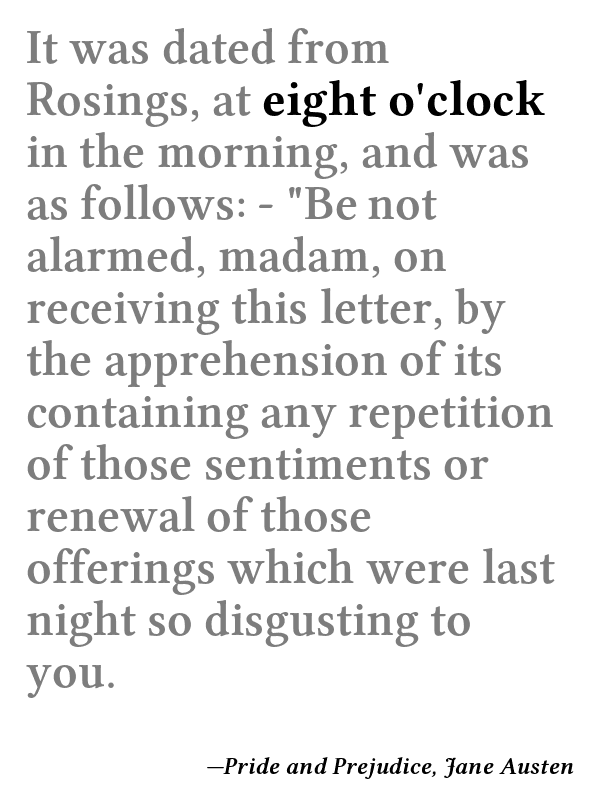 It was dated from
Rosings, at eight o'clock
in the morning, and was
as follows: - "Be not
alarmed, madam, on
receiving this letter, by
the apprehension of its
containing any repetition
of those sentiments or
renewal of those
offerings which were last
night so disgusting to
you.
—Pride and Prejudice, Jane Austen